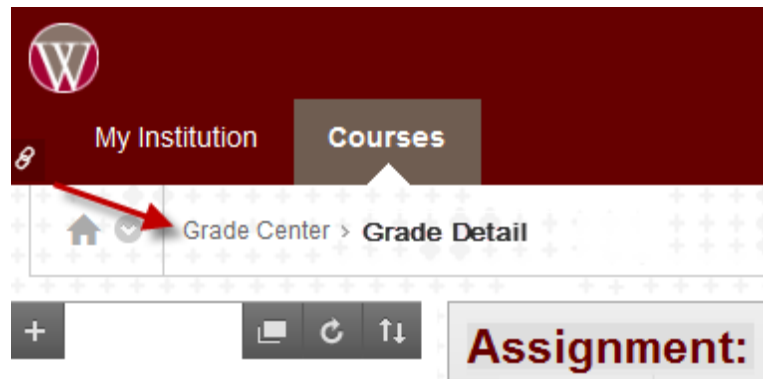 W
My Institution Courses
Grade Center > Grade Detail
Assignment: